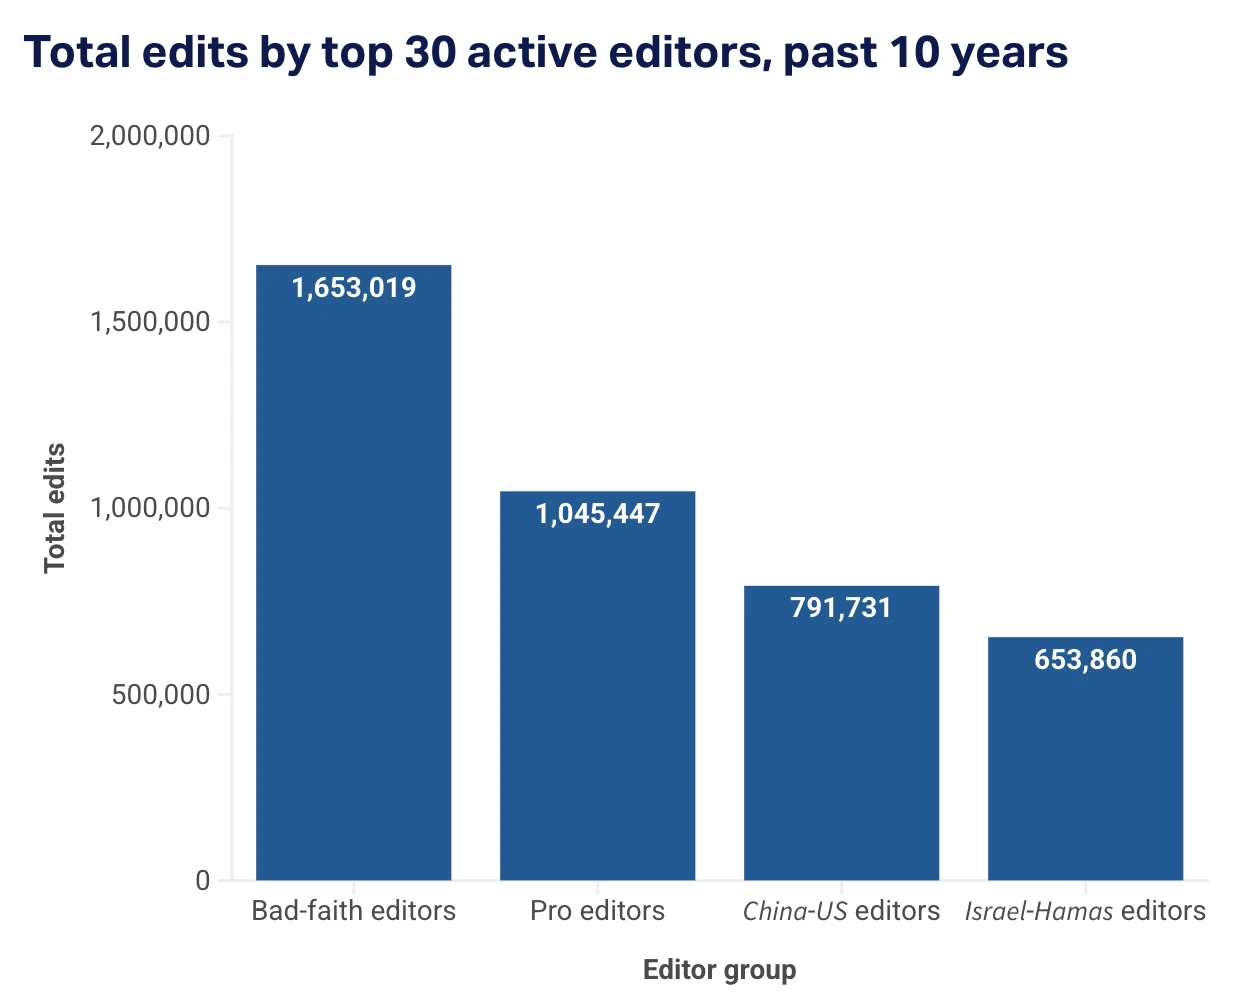 Total edits by top 30 active editors, past 10 years
2,000,000
1,500,000
1,000,000
500,000
0
Total edits
1,653,019
1,045,447
791,731
653,860
Bad-faith editors
Pro editors
China-US editors
Israel-Hamas editors
Editor group